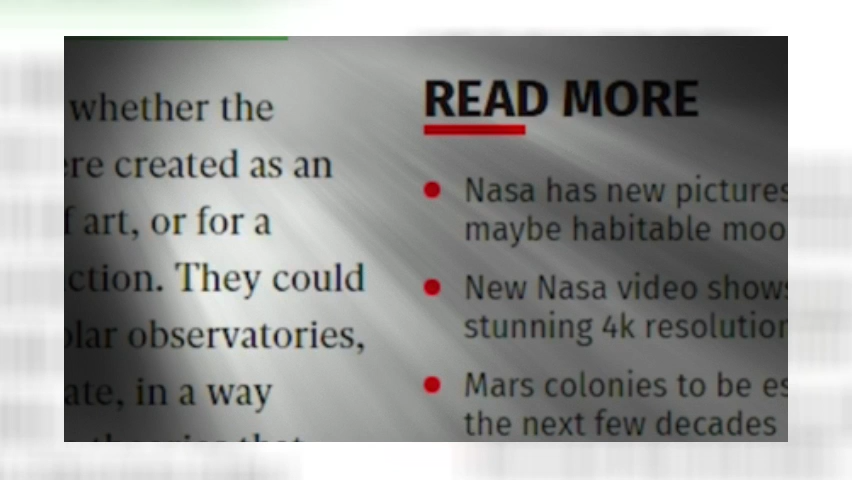 whether the
ere created as an
f art, or for a
ction. They could
olar observatories,
ate, in a way
theories that
READ MORE
Nasa has new pictures
maybe habitable moo
New Nasa video shows
stunning 4k resolution
Mars colonies to be es
the next few decades